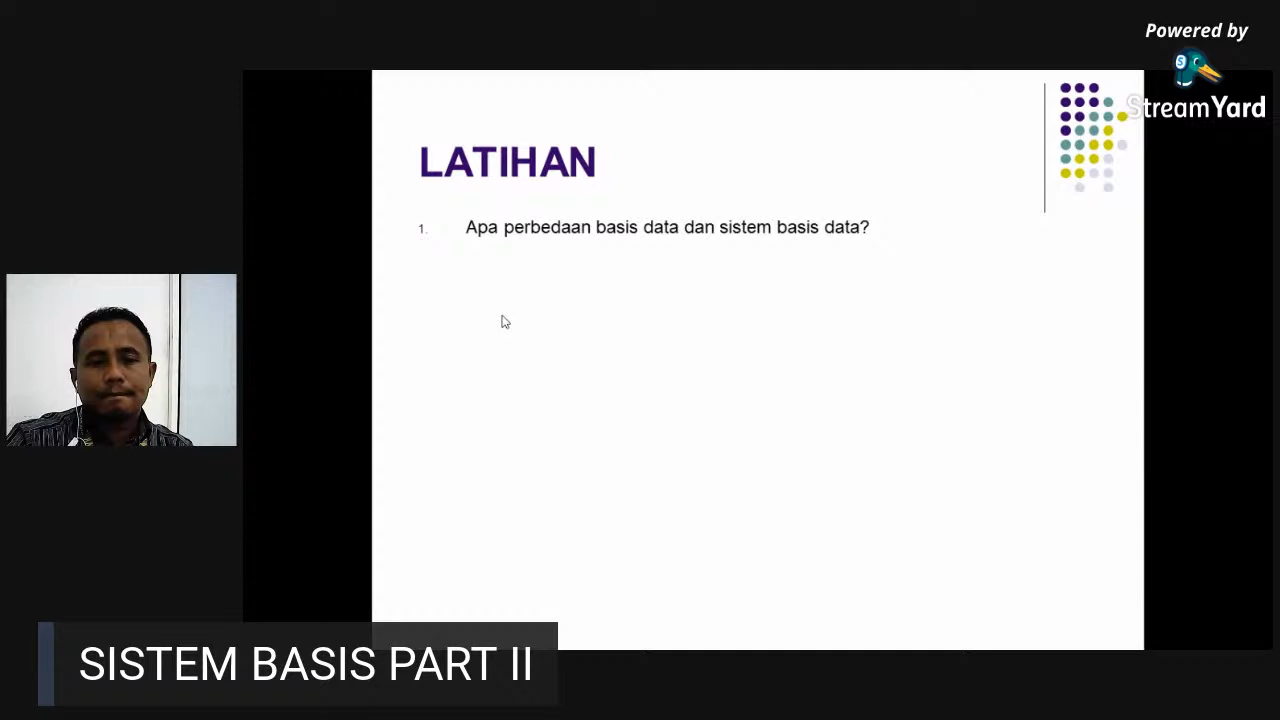 Powered by
StreamYard
LATIHAN
1. Apa perbedaan basis data dan sistem basis data?
SISTEM BASIS PART II